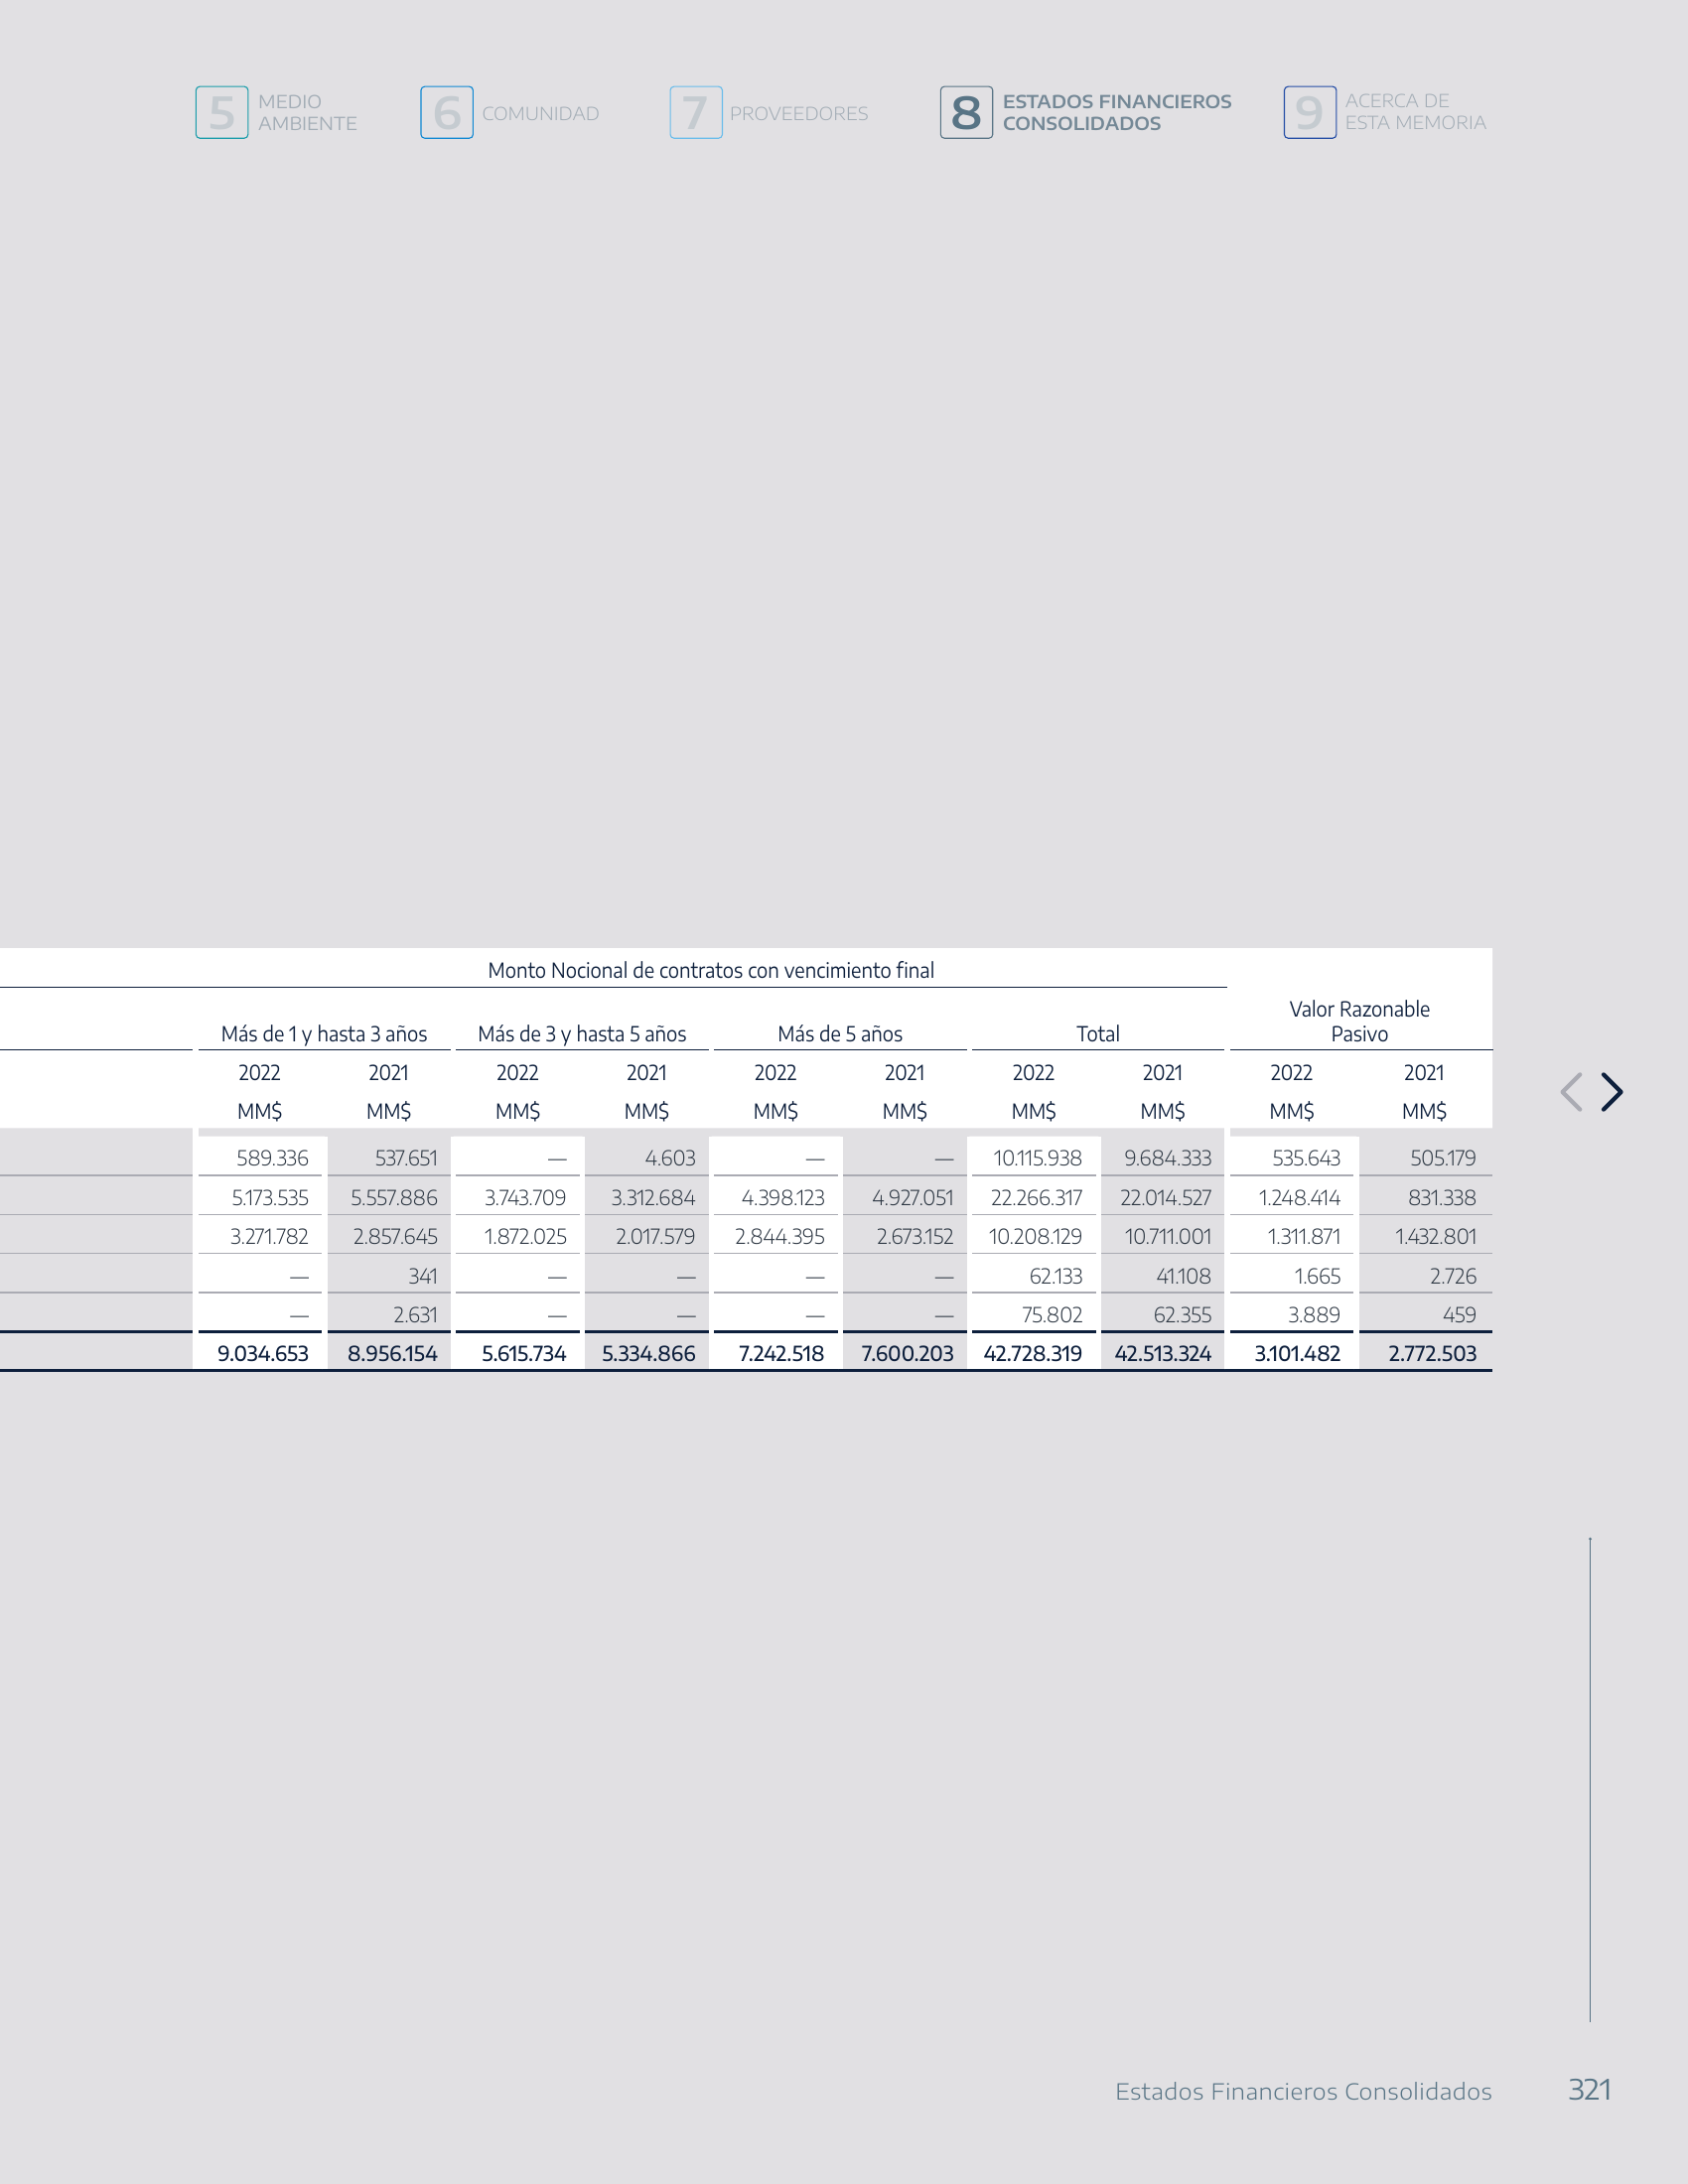 5 MEDIO AMBIENTE
6 COMUNIDAD
7 PROVEEDORES
8 ESTADOS FINANCIEROS CONSOLIDADOS
9 ACERCA DE ESTA MEMORIA
Monto Nocional de contratos con vencimiento final
Más de 1 y hasta 3 años Más de 3 y hasta 5 años Más de 5 años Total Valor Razonable Pasivo
2022 2021 2022 2021 2022 2021 2022 2021 2022 2021
MM$ MM$ MM$ MM$ MM$ MM$ MM$ MM$ MM$ MM$
589.336 537.651 — 4.603 — — 10.115.938 9.684.333 535.643 505.179
5.173.535 5.557.886 3.743.709 3.312.684 4.398.123 4.927.051 22.266.317 22.014.527 1.248.414 831.338
3.271.782 2.857.645 1.872.025 2.017.579 2.844.395 2.673.152 10.208.129 10.711.001 1.311.871 1.432.801
— 341 — — — — 62.133 41.108 1.665 2.726
— 2.631 — — — — 75.802 62.355 3.889 459
9.034.653 8.956.154 5.615.734 5.334.866 7.242.518 7.600.203 42.728.319 42.513.324 3.101.482 2.772.503
Estados Financieros Consolidados 321